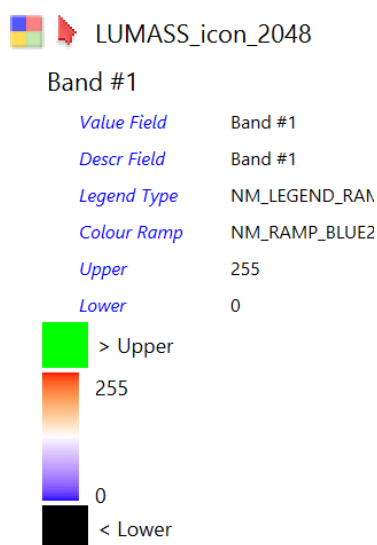 LUMASS_icon_2048
Band #1
Value Field Band #1
Descr Field Band #1
Legend Type NM_LEGEND_RAM
Colour Ramp NM_RAMP_BLUE2
Upper 255
Lower 0
> Upper
255
0
< Lower